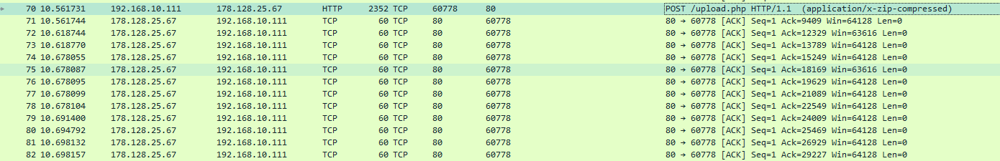 70 10.561731 192.168.10.111 178.128.25.67 HTTP 2352 TCP 60778 80 POST /upload.php HTTP/1.1 (application/x-zip-compressed)
71 10.561744 178.128.25.67 192.168.10.111 TCP 60 TCP 80 60778 80 → 60778 [ACK] Seq=1 Ack=9409 Win=64128 Len=0
72 10.618744 178.128.25.67 192.168.10.111 TCP 60 TCP 80 60778 80 → 60778 [ACK] Seq=1 Ack=12329 Win=63616 Len=0
73 10.618770 178.128.25.67 192.168.10.111 TCP 60 TCP 80 60778 80 → 60778 [ACK] Seq=1 Ack=13789 Win=64128 Len=0
74 10.678055 178.128.25.67 192.168.10.111 TCP 60 TCP 80 60778 80 → 60778 [ACK] Seq=1 Ack=15249 Win=64128 Len=0
75 10.678087 178.128.25.67 192.168.10.111 TCP 60 TCP 80 60778 80 → 60778 [ACK] Seq=1 Ack=18169 Win=63616 Len=0
76 10.678095 178.128.25.67 192.168.10.111 TCP 60 TCP 80 60778 80 → 60778 [ACK] Seq=1 Ack=19629 Win=64128 Len=0
77 10.678099 178.128.25.67 192.168.10.111 TCP 60 TCP 80 60778 80 → 60778 [ACK] Seq=1 Ack=21089 Win=64128 Len=0
78 10.678104 178.128.25.67 192.168.10.111 TCP 60 TCP 80 60778 80 → 60778 [ACK] Seq=1 Ack=22549 Win=64128 Len=0
79 10.691400 178.128.25.67 192.168.10.111 TCP 60 TCP 80 60778 80 → 60778 [ACK] Seq=1 Ack=24009 Win=64128 Len=0
80 10.694792 178.128.25.67 192.168.10.111 TCP 60 TCP 80 60778 80 → 60778 [ACK] Seq=1 Ack=25469 Win=64128 Len=0
81 10.698132 178.128.25.67 192.168.10.111 TCP 60 TCP 80 60778 80 → 60778 [ACK] Seq=1 Ack=26929 Win=64128 Len=0
82 10.698157 178.128.25.67 192.168.10.111 TCP 60 TCP 80 60778 80 → 60778 [ACK] Seq=1 Ack=29227 Win=64128 Len=0